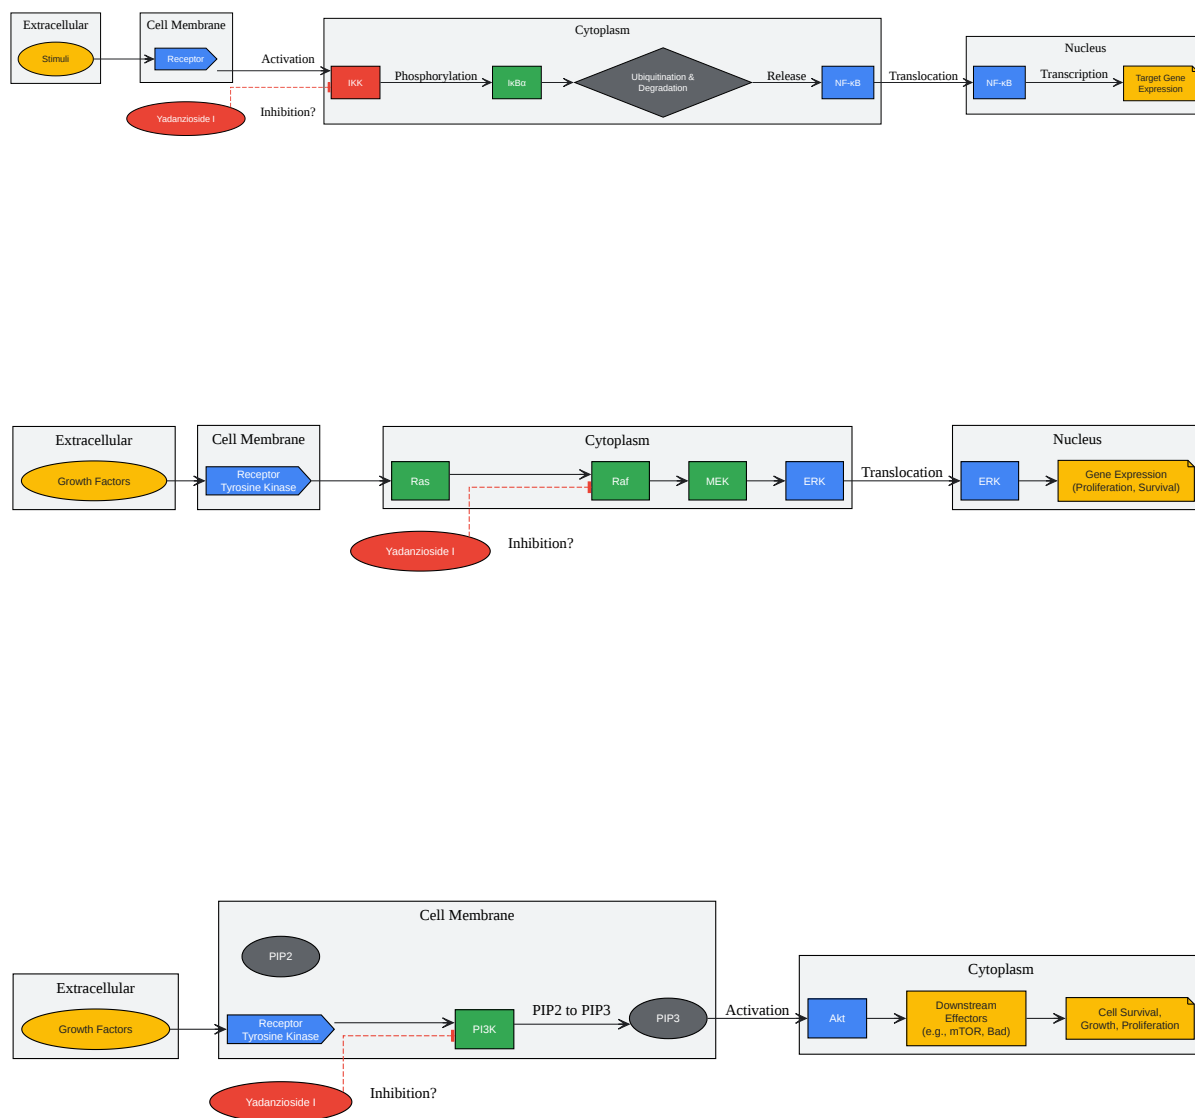 Extracellular
Stimuli
Cell Membrane
Receptor
Activation
Yadanzioside I
Inhibition?
Cytoplasm
IKK
Phosphorylation
IκBα
Ubiquitination &
Degradation
Release
NF-κB
Translocation
Nucleus
NF-κB
Transcription
Target Gene
Expression
Extracellular
Growth Factors
Cell Membrane
Receptor
Tyrosine Kinase
Cytoplasm
Ras
Raf
MEK
ERK
Yadanzioside I
Inhibition?
Translocation
Nucleus
ERK
Gene Expression
(Proliferation, Survival)
Extracellular
Growth Factors
Cell Membrane
PIP2
Receptor
Tyrosine Kinase
PI3K
PIP2 to PIP3
PIP3
Yadanzioside I
Inhibition?
Activation
Cytoplasm
Akt
Downstream
Effectors
(e.g., mTOR, Bad)
Cell Survival,
Growth, Proliferation